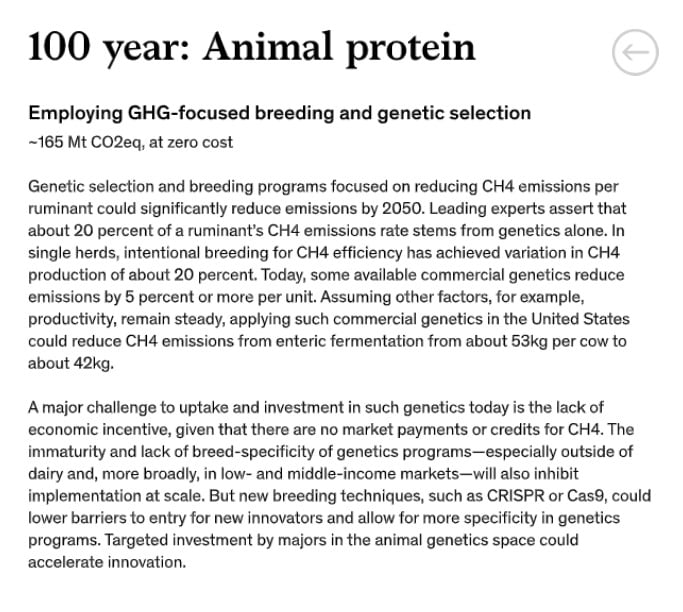 100 year: Animal protein
Employing GHG-focused breeding and genetic selection
~165 Mt CO2eq, at zero cost
Genetic selection and breeding programs focused on reducing CH4 emissions per
ruminant could significantly reduce emissions by 2050. Leading experts assert that
about 20 percent of a ruminant's CH4 emissions rate stems from genetics alone. In
single herds, intentional breeding for CH4 efficiency has achieved variation in CH4
production of about 20 percent. Today, some available commercial genetics reduce
emissions by 5 percent or more per unit. Assuming other factors, for example,
productivity, remain steady, applying such commercial genetics in the United States
could reduce CH4 emissions from enteric fermentation from about 53kg per cow to
about 42kg.
A major challenge to uptake and investment in such genetics today is the lack of
economic incentive, given that there are no market payments or credits for CH4. The
immaturity and lack of breed-specificity of genetics programs—especially outside of
dairy and, more broadly, in low- and middle-income markets—will also inhibit
implementation at scale. But new breeding techniques, such as CRISPR or Cas9, could
lower barriers to entry for new innovators and allow for more specificity in genetics
programs. Targeted investment by majors in the animal genetics space could
accelerate innovation.